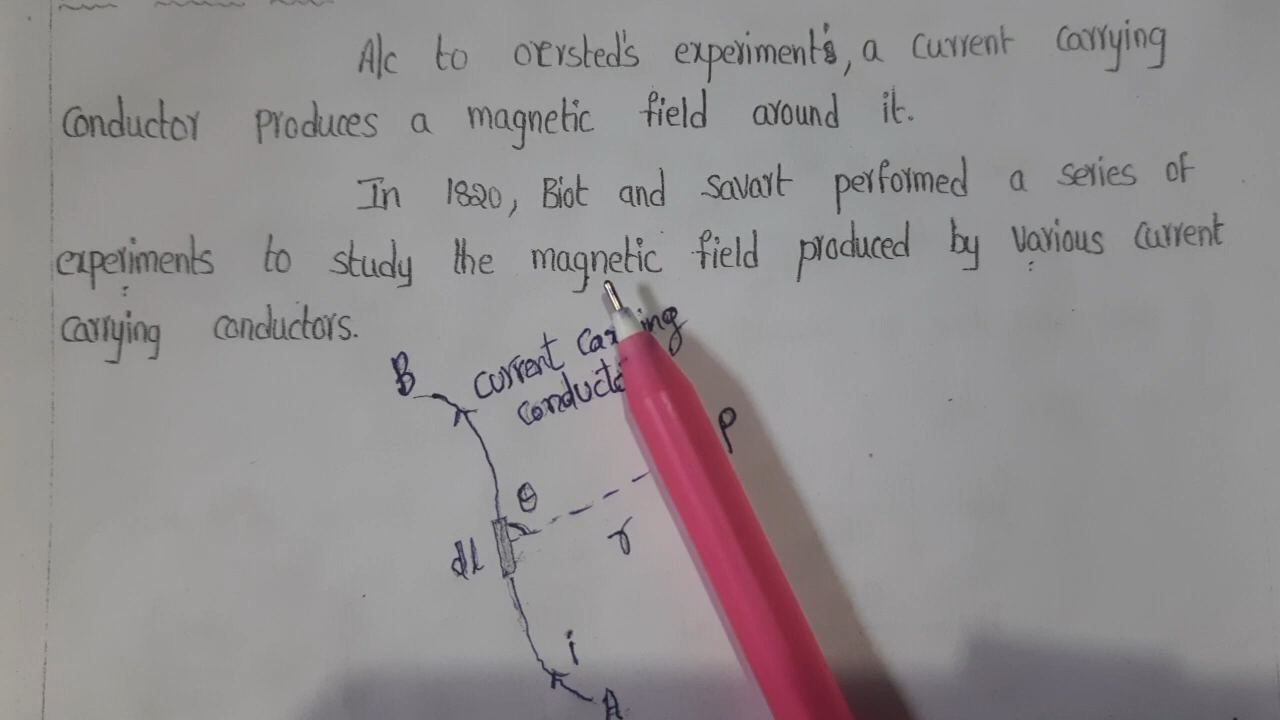 A/c to oersted's experiment's, a current carrying
conductor produces a magnetic field around it.
In 1820, Biot and savart performed a series of
experiments to study the magnetic field produced by various current
carrying conductors.
B
current
P
θ
dl
r
i
A